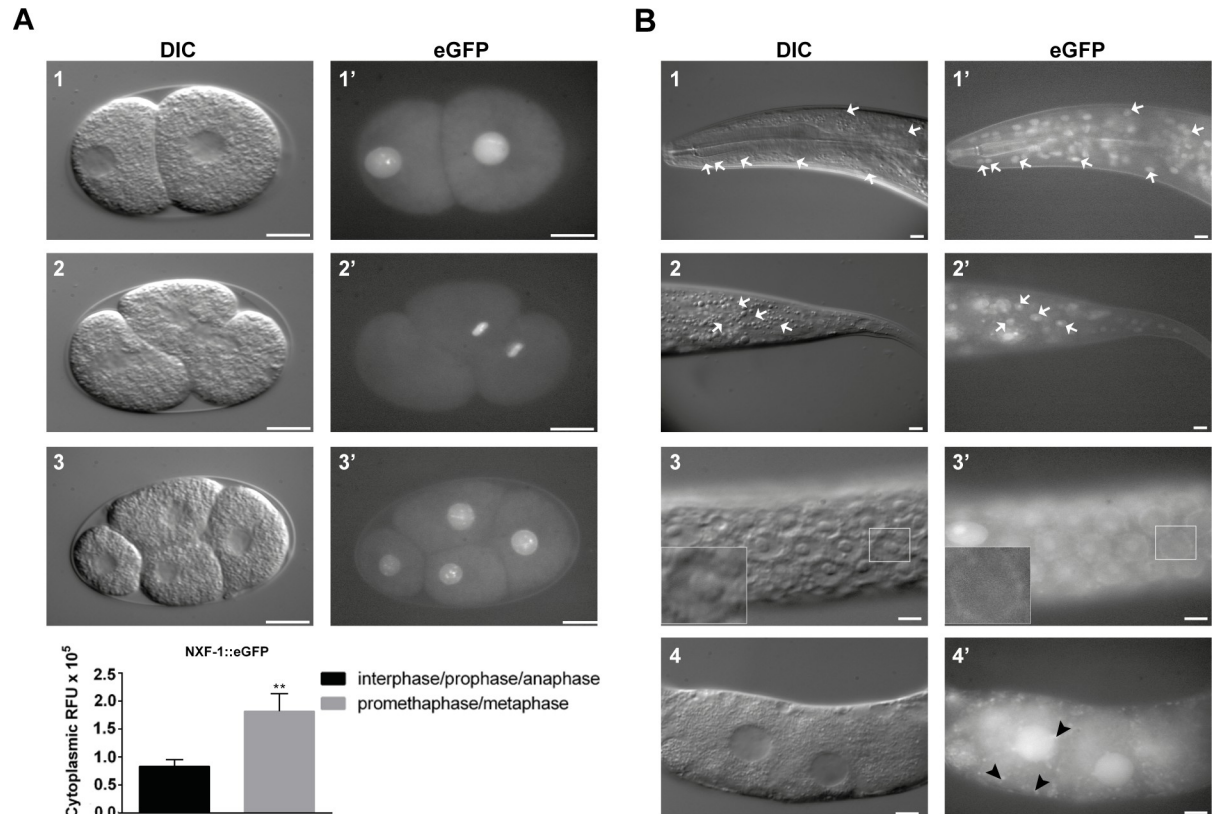 A
DIC
eGFP
1
1’
2
2’
3
3’
NXF-1::eGFP
Cytoplasmic RFU x 10⁵
2.5
2.0
1.5
1.0
0.5
0.0
**
interphase/prophase/anaphase
promethaphase/metaphase
B
DIC
eGFP
1
1’
2
2’
3
3’
4
4’